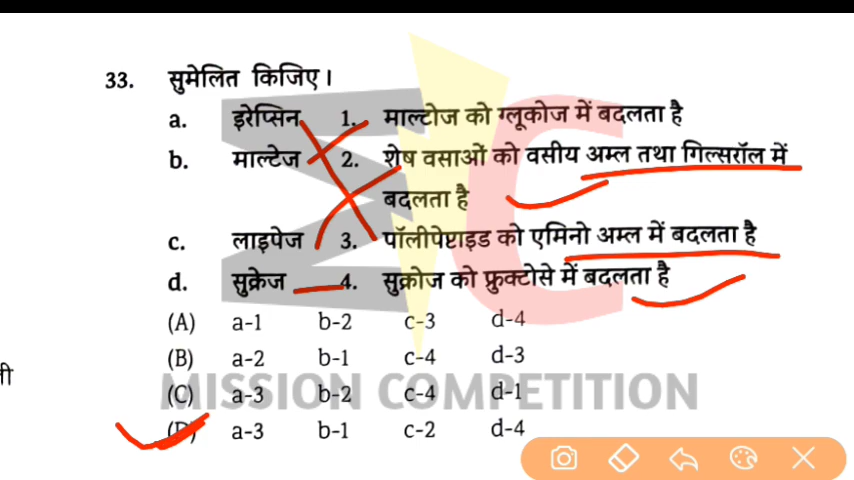 33. सुमेलित किजिए।
a. इरेप्सिन 1. माल्टोज को ग्लूकोज में बदलता है
b. माल्टेज 2. शेष वसाओं को वसीय अम्ल तथा गिल्सरॉल में
बदलता है
c. लाइपेज 3. पॉलीपेप्टाइड को एमिनो अम्ल में बदलता है
d. सुक्रेज 4. सुक्रोज को फ्रुक्टोसे में बदलता है
(A) a-1 b-2 c-3 d-4
(B) a-2 b-1 c-4 d-3
ती
(C) a-3 b-2 c-4 d-1
MISSION COMPETITION
(D) a-3 b-1 c-2 d-4